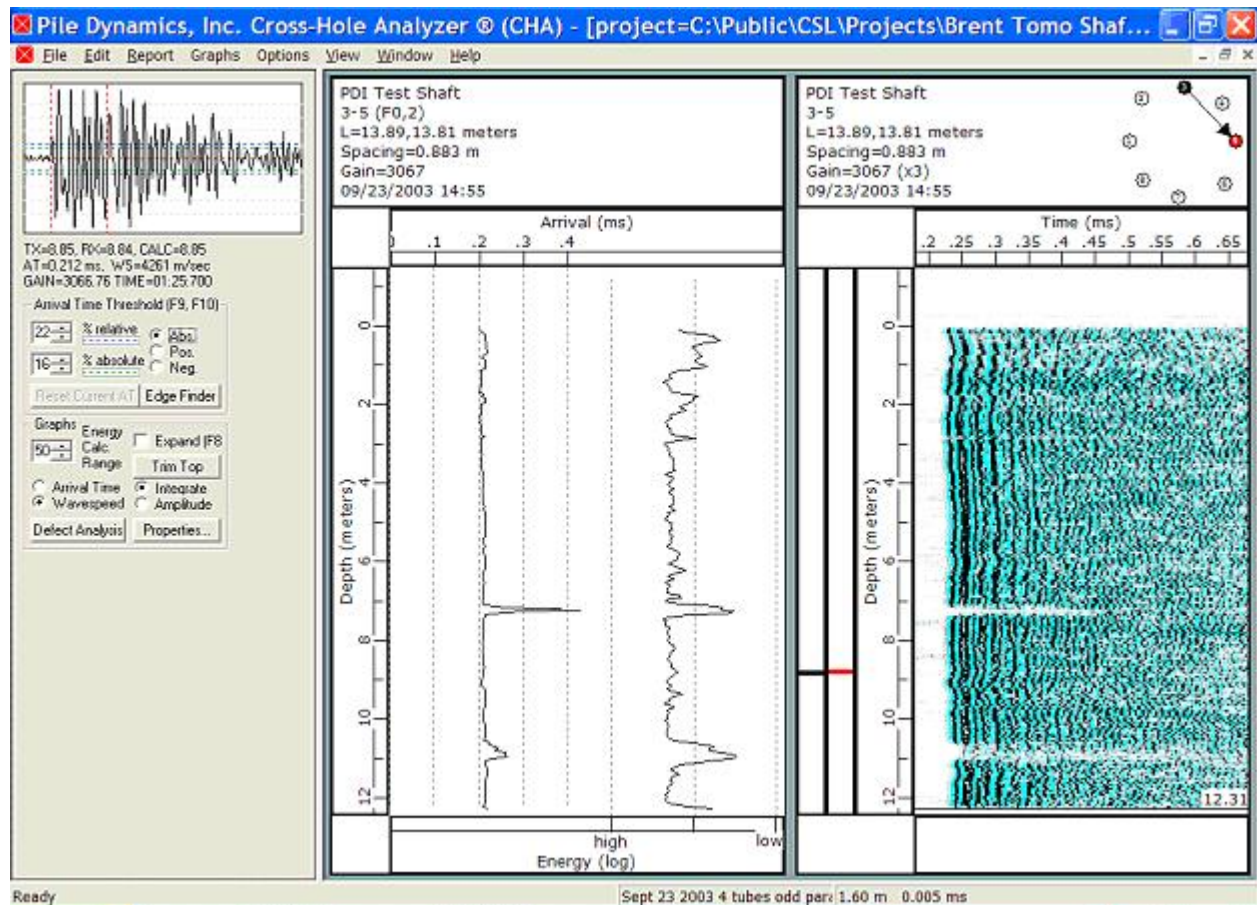 Pile Dynamics, Inc. Cross-Hole Analyzer ® (CHA) - [project=C:\Public\CSL\Projects\Brent Tomo Shaf...
File Edit Report Graphs Options View Window Help
TX=8.85, RX=8.84, CALC=8.85
AT=0.212 ms. WS=4261 m/sec
GAIN=3066.76 TIME=01:25:700
Arrival Time Threshold (F9, F10)
22 % relative Abs.
Pos.
16 % absolute Neg.
Reset Current AT Edge Finder
Graphs
50 Energy Calc. Range
Expand (F8
Trim Top
Arrival Time Integrate
Wavespeed Amplitude
Defect Analysis Properties...
PDI Test Shaft
3-5 (F0,2)
L=13.89,13.81 meters
Spacing=0.883 m
Gain=3067
09/23/2003 14:55
Arrival (ms)
.1 .2 .3 .4
Depth (meters)
0
2
4
6
8
10
12
high low
Energy (log)
PDI Test Shaft
3-5
L=13.89,13.81 meters
Spacing=0.883 m
Gain=3067 (x3)
09/23/2003 14:55
Time (ms)
.2 .25 .3 .35 .4 .45 .5 .55 .6 .65
Depth (meters)
0
2
4
6
8
10
12
12.31
Ready Sept 23 2003 4 tubes odd par 1.60 m 0.005 ms